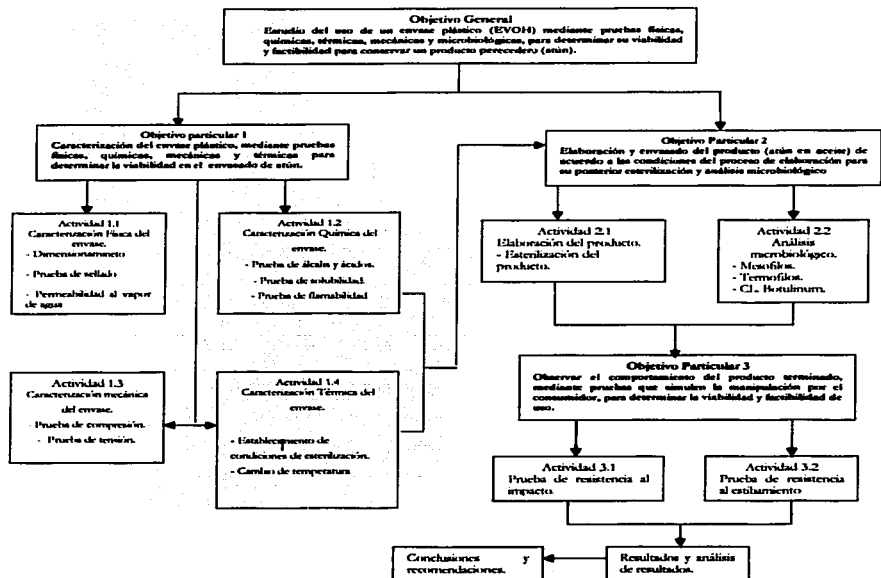 Objetivo General
Estudio del uso de un envase plástico (EVOH) mediante pruebas físicas,
químicas, térmicas, mecánicas y microbiológicas, para determinar su viabilidad
y factibilidad para conservar un producto perecedero (atún).
Objetivo particular 1
Caracterización del envase plástico, mediante pruebas
físicas, químicas, mecánicas y térmicas para
determinar la viabilidad en el envasado de atún.
Objetivo Particular 2
Elaboración y envasado del producto (atún en aceite) de
acuerdo a las condiciones del proceso de elaboración para
su posterior esterilización y análisis microbiológico
Actividad 1.1
Caracterización Física del
envase.
- Dimensionamineto
- Prueba de sellado
- Permeabilidad al vapor
de agua
Actividad 1.2
Caracterización Química del
envase.
- Prueba de álcalis y ácidos.
- Prueba de solubilidad.
- Prueba de flamabilidad
Actividad 2.1
Elaboración del producto.
- Esterilización del
producto.
Actividad 2.2
Análisis
microbiológico.
- Mesofilos.
- Termofilos.
- CL. Botulinum.
Actividad 1.3
Caracterización mecánica
del envase.
- Prueba de compresión.
- Prueba de tensión.
Actividad 1.4
Caracterización Térmica del
envase.
- Establecimiento de
condiciones de esterilización.
- Cambio de temperatura
Objetivo Particular 3
Observar el comportamiento del producto terminado,
mediante pruebas que simulen la manipulación por el
consumidor, para determinar la viabilidad y factibilidad de
uso.
Actividad 3.1
Prueba de resistencia al
impacto.
Actividad 3.2
Prueba de resistencia
al estibamiento
Conclusiones y
recomendaciones.
Resultados y análisis
de resultados.